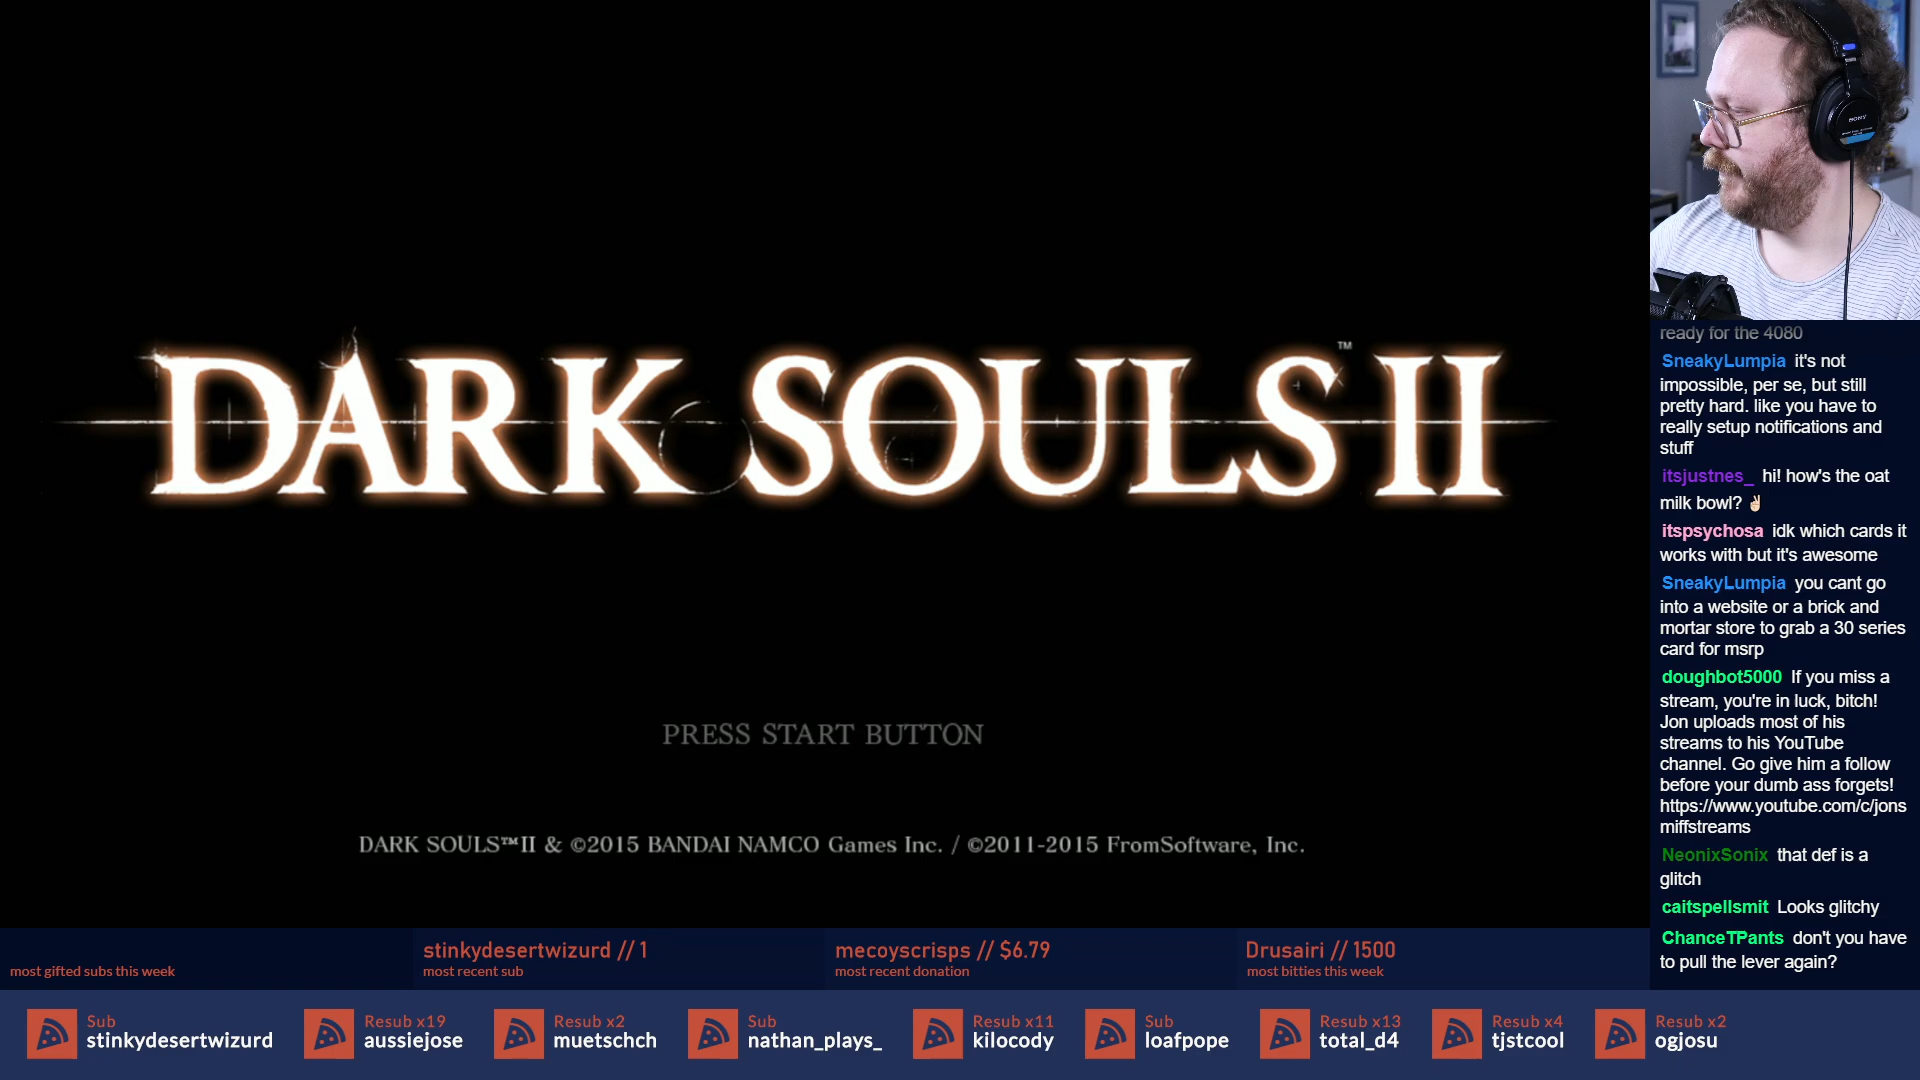 DARK SOULS II
™
PRESS START BUTTON
DARK SOULS™II & ©2015 BANDAI NAMCO Games Inc. / ©2011-2015 FromSoftware, Inc.
SONY
ready for the 4080
SneakyLumpia it's not
impossible, per se, but still
pretty hard. like you have to
really setup notifications and
stuff
itsjustnes_ hi! how's the oat
milk bowl? ✌🏻
itspsychosa idk which cards it
works with but it's awesome
SneakyLumpia you cant go
into a website or a brick and
mortar store to grab a 30 series
card for msrp
doughbot5000 If you miss a
stream, you're in luck, bitch!
Jon uploads most of his
streams to his YouTube
channel. Go give him a follow
before your dumb ass forgets!
https://www.youtube.com/c/jons
miffstreams
NeonixSonix that def is a
glitch
caitspellsmit Looks glitchy
ChanceTPants don't you have
to pull the lever again?
most gifted subs this week
stinkydesertwizurd // 1
most recent sub
mecoyscrisps // $6.79
most recent donation
Drusairi // 1500
most bitties this week
Sub
stinkydesertwizurd
Resub x19
aussiejose
Resub x2
muetschch
Sub
nathan_plays_
Resub x11
kilocody
Sub
loafpope
Resub x13
total_d4
Resub x4
tjstcool
Resub x2
ogjosu